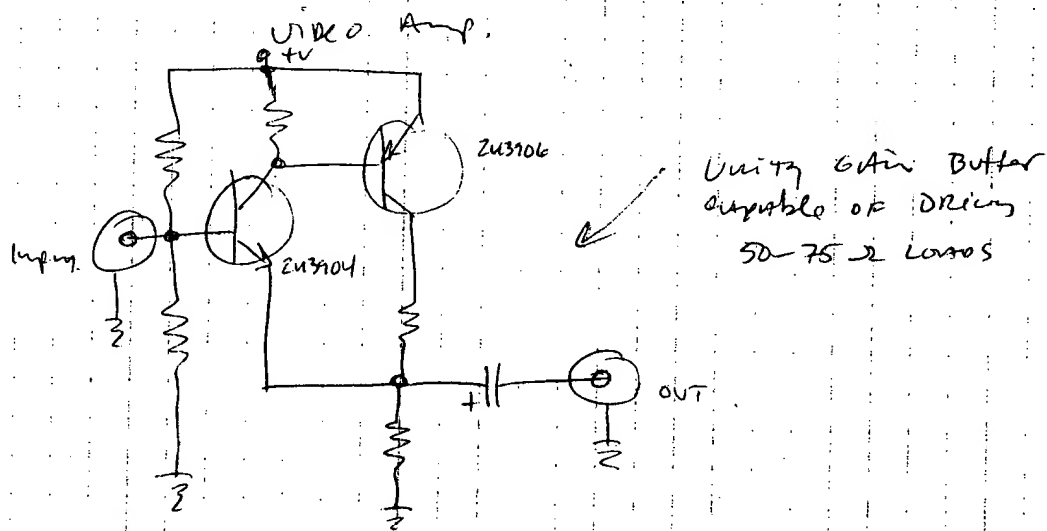 Video Amp.
+V
2N3906
Unity Gain Buffer
Capable of Driving
50-75 Ω Loads
Input
2N3904
+
OUT